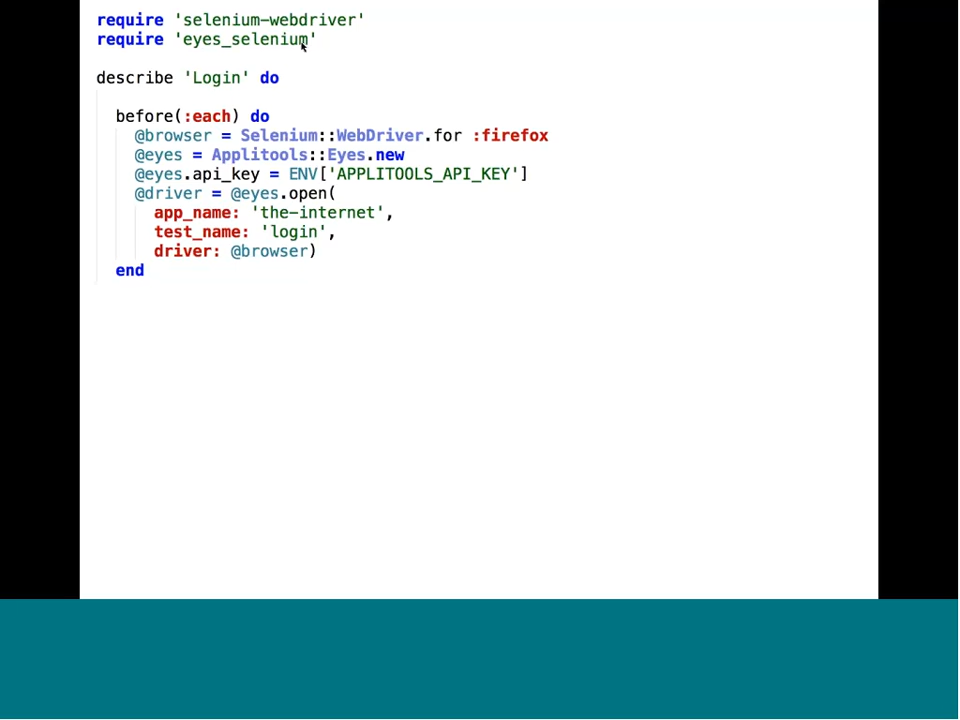 require 'selenium-webdriver'
require 'eyes_selenium'
describe 'Login' do
before(:each) do
@browser = Selenium::WebDriver.for :firefox
@eyes = Applitools::Eyes.new
@eyes.api_key = ENV['APPLITOOLS_API_KEY']
@driver = @eyes.open(
app_name: 'the-internet',
test_name: 'login',
driver: @browser)
end